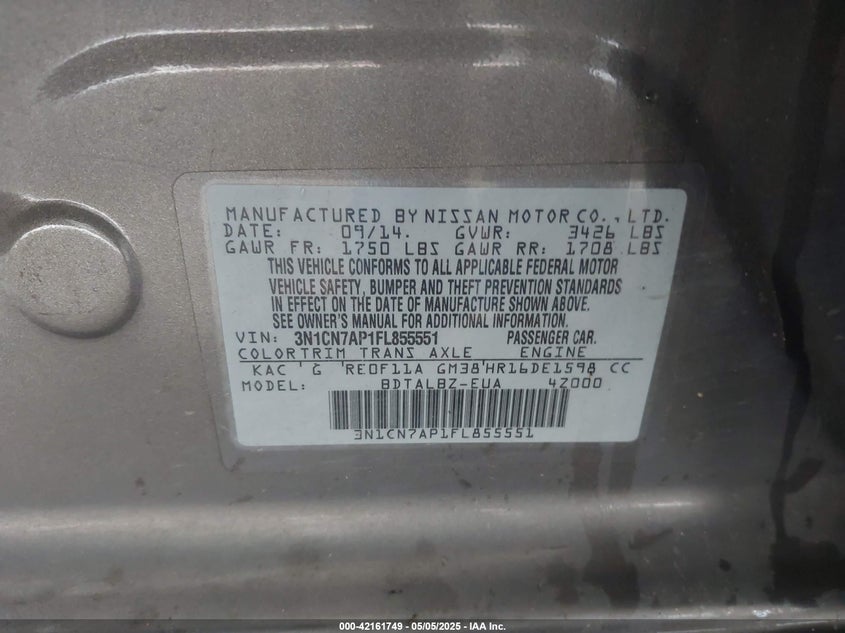 MANUFACTURED BY NISSAN MOTOR CO., LTD.
DATE: 09/14. GVWR: 3426 LBS
GAWR FR: 1750 LBS GAWR RR: 1708 LBS
THIS VEHICLE CONFORMS TO ALL APPLICABLE FEDERAL MOTOR
VEHICLE SAFETY, BUMPER AND THEFT PREVENTION STANDARDS
IN EFFECT ON THE DATE OF MANUFACTURE SHOWN ABOVE.
SEE OWNER'S MANUAL FOR ADDITIONAL INFORMATION.
VIN: 3N1CN7AP1FL855551 PASSENGER CAR.
COLOR TRIM TRANS AXLE ENGINE
KAC ' G 'RE0F11A GM38'HR16DE1598 CC
MODEL: BDTALBZ-EUA 4Z000
3N1CN7AP1FL855551
000-42161749 - 05/05/2025 - IAA Inc.